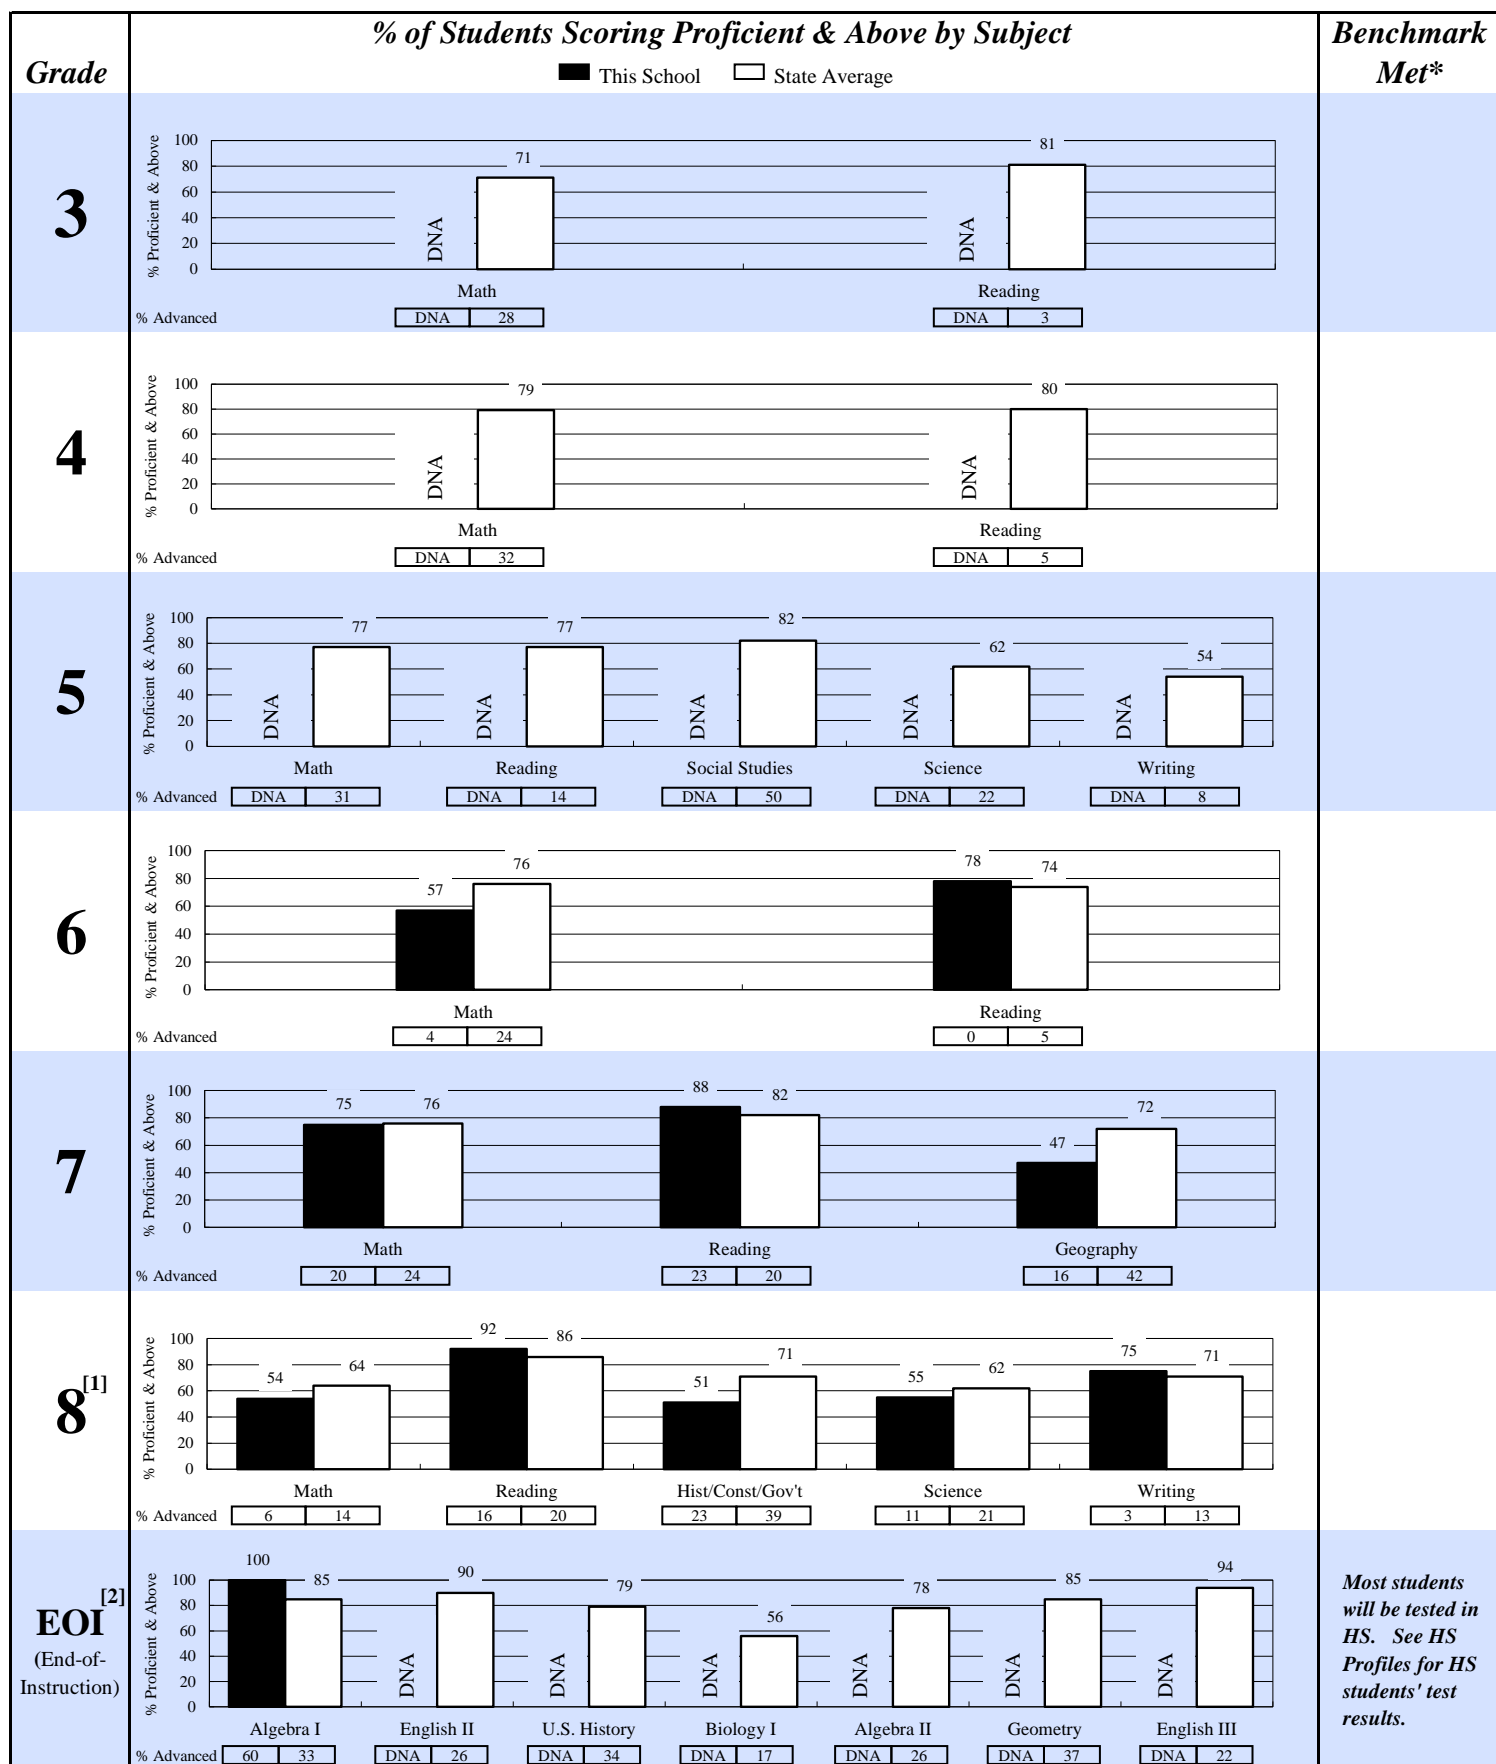 % of Students Scoring Proficient & Above by Subject
Benchmark
Met*
Grade
This School State Average
3
% Proficient & Above
100
80
60
40
20
0
DNA 71 DNA 81
Math Reading
% Advanced DNA 28 DNA 3
4
% Proficient & Above
100
80
60
40
20
0
DNA 79 DNA 80
Math Reading
% Advanced DNA 32 DNA 5
5
% Proficient & Above
100
80
60
40
20
0
DNA 77 DNA 77 DNA 82 DNA 62 DNA 54
Math Reading Social Studies Science Writing
% Advanced DNA 31 DNA 14 DNA 50 DNA 22 DNA 8
6
% Proficient & Above
100
80
60
40
20
0
57 76 78 74
Math Reading
% Advanced 4 24 0 5
7
% Proficient & Above
100
80
60
40
20
0
75 76 88 82 47 72
Math Reading Geography
% Advanced 20 24 23 20 16 42
8[1]
% Proficient & Above
100
80
60
40
20
0
54 64 92 86 51 71 55 62 75 71
Math Reading Hist/Const/Gov't Science Writing
% Advanced 6 14 16 20 23 39 11 21 3 13
EOI[2]
(End-of-
Instruction)
% Proficient & Above
100
80
60
40
20
0
100 85 DNA 90 DNA 79 DNA 56 DNA 78 DNA 85 DNA 94
Algebra I English II U.S. History Biology I Algebra II Geometry English III
% Advanced 60 33 DNA 26 DNA 34 DNA 17 DNA 26 DNA 37 DNA 22
Most students
will be tested in
HS. See HS
Profiles for HS
students' test
results.